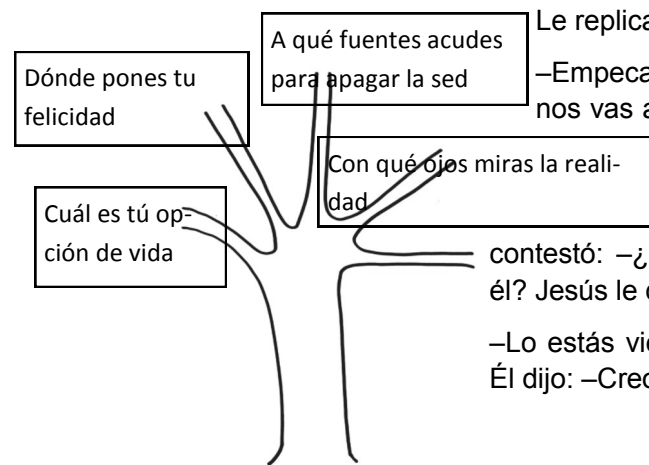 Dónde pones tu
felicidad
A qué fuentes acudes
para apagar la sed
Cuál es tú op-
ción de vida
Con qué ojos miras la reali-
dad
Le replica
–Empeca
nos vas a
contestó: –¿
él? Jesús le
–Lo estás
Él dijo: –Creo